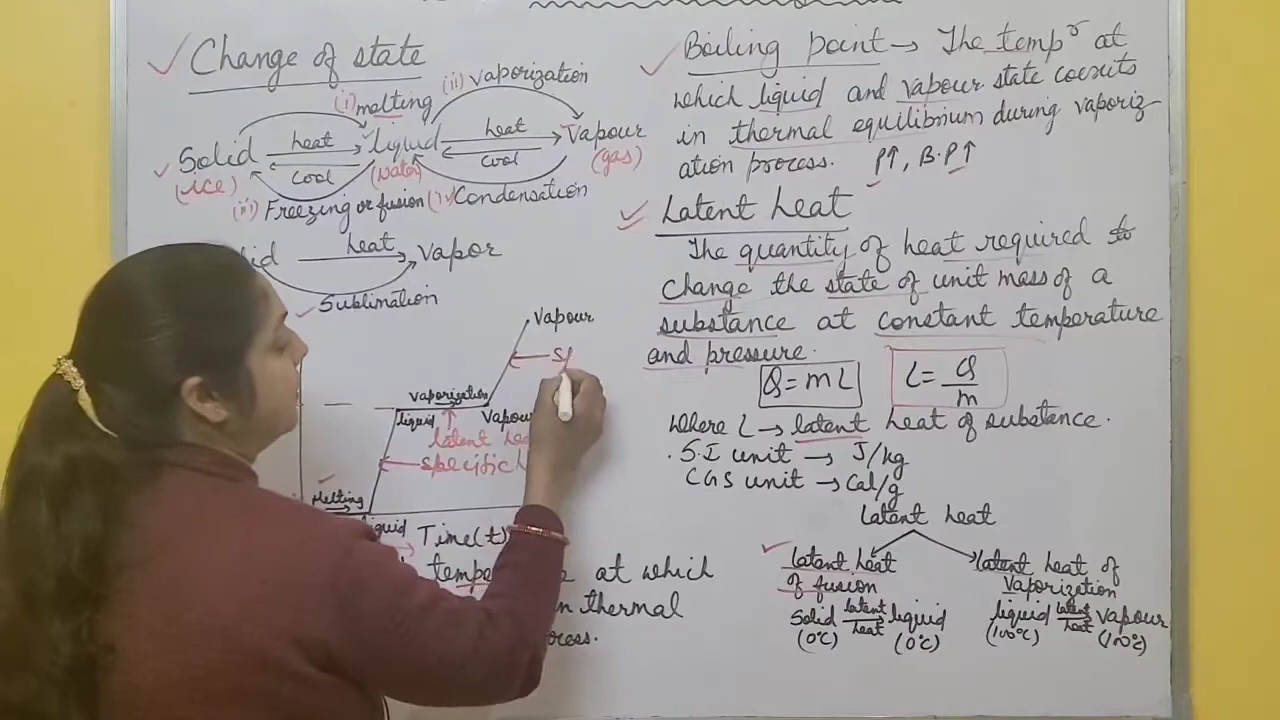 Change of state
(i) melting
(ii) vaporization
Solid heat liquid heat Vapour
cool cool
(ice) (water) (gas)
(iii) Freezing or fusion (iv) Condensation
heat Vapor
Sublimation
Vapour
vaporization
liquid Vapour
latent
specific
Melting
liquid Time(t)
at which
in thermal
Boiling point → The tempr at
which liquid and vapour state coexists
in thermal equilibrium during vaporiz
ation process. P↑, B.P↑
Latent heat
The quantity of heat required to
change the state of unit mass of a
substance at constant temperature
and pressure.
Q = mL L = Q/m
where L → latent heat of substance.
S.I unit → J/kg
CGS unit → Cal/g
Latent heat
latent heat of fusion
latent heat of Vaporization
Solid latent heat liquid
(0°C) (0°C)
liquid latent heat vapour
(100°C) (100°C)